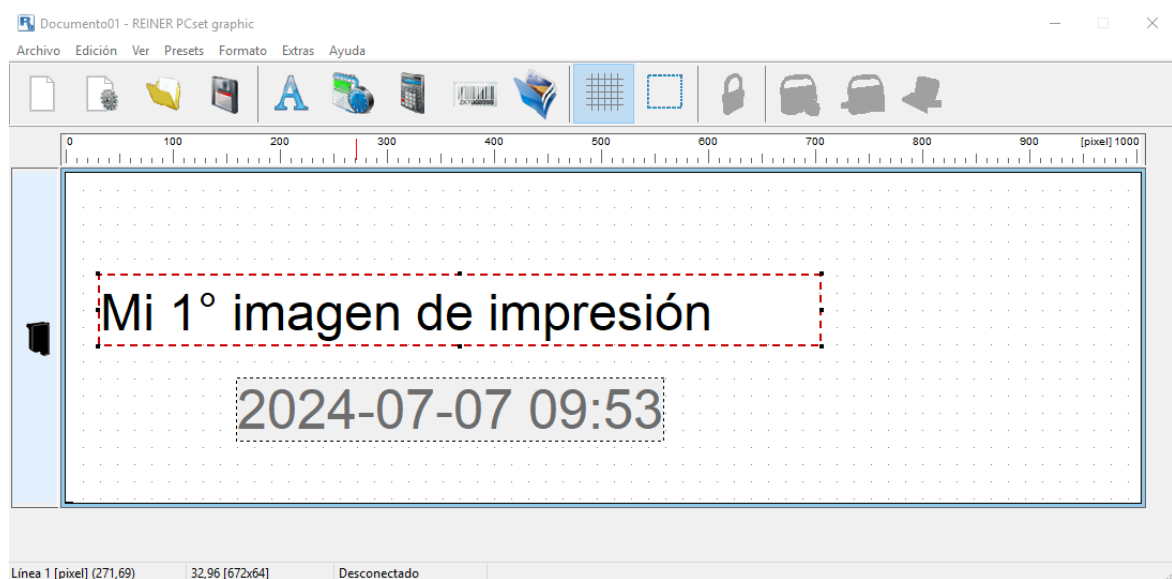 Documento01 - REINER PCset graphic
Archivo Edición Ver Presets Formato Extras Ayuda
0 100 200 300 400 500 600 700 800 900 [pixel] 1000
Mi 1° imagen de impresión
2024-07-07 09:53
Línea 1 [pixel] (271,69) 32,96 [672x64] Desconectado